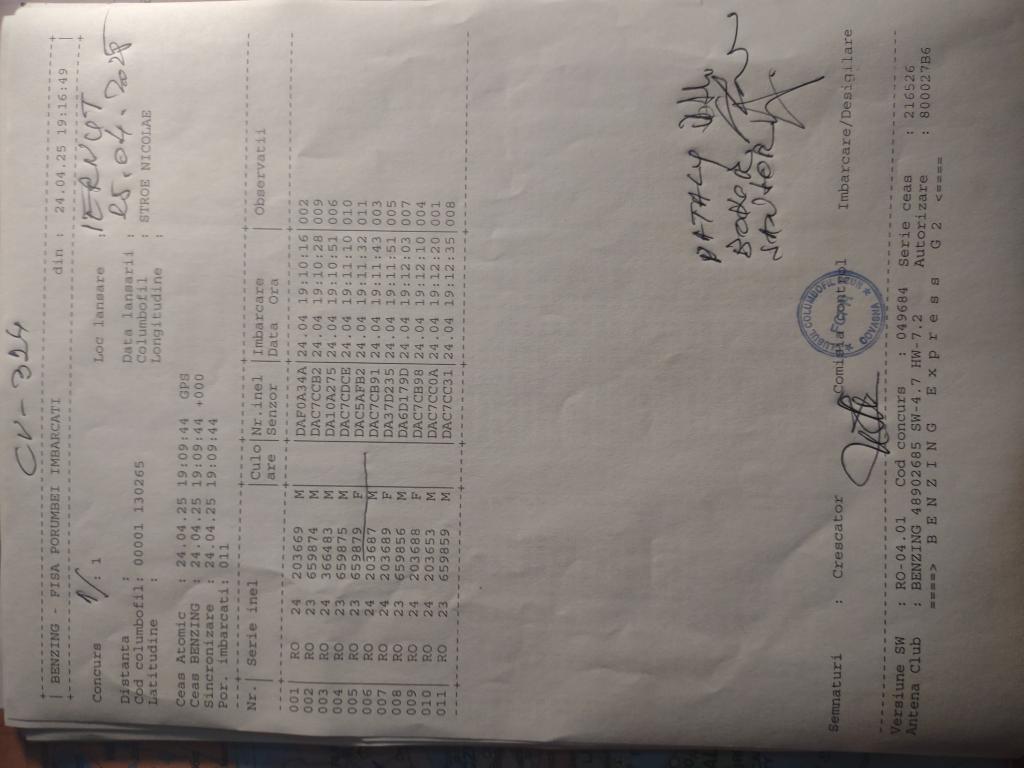 CV-324
| BENZING - FISA PORUMBEI IMBARCATI din : 24.04.25 19:16:49 |
Concurs : 1 Loc lansare : IERNUT
Distanta : Data lansarii : 25.04.2025
Cod columbofil: 00001 130265 Columbofil : STROE NICOLAE
Latitudine : Longitudine :
Ceas Atomic : 24.04.25 19:09:44 GPS
Ceas BENZING : 24.04.25 19:09:44 +000
Sincronizare : 24.04.25 19:09:44
Por. imbarcati: 011
Nr.| Serie inel |Culo|Nr.inel |Imbarcare | Observatii
|are |Senzor |Data Ora |
001 | RO 24 203669 M | |DAF0A34A|24.04 19:10:16|002
002 | RO 23 659874 M | |DAC7CCB2|24.04 19:10:28|009
003 | RO 24 366483 M | |DA10A275|24.04 19:10:51|006
004 | RO 23 659875 M | |DAC7CDCE|24.04 19:11:10|010
005 | RO 23 659879 F | |DAC5AFB2|24.04 19:11:32|011
006 | RO 24 203687 M | |DAC7CB91|24.04 19:11:43|003
007 | RO 24 203689 F | |DA37D235|24.04 19:11:51|005
008 | RO 23 659856 M | |DA6D179D|24.04 19:12:03|007
009 | RO 24 203688 F | |DAC7CB98|24.04 19:12:10|004
010 | RO 24 203653 M | |DAC7CC0A|24.04 19:12:20|001
011 | RO 23 659859 M | |DAC7CC31|24.04 19:12:35|008
Semnaturi : Crescator Comisia control Imbarcare/Desigilare
Versiune SW : RO-04.01 Cod concurs : 049684 Serie ceas : 216526
Antena Club : BENZING 48902685 SW-4.7 HW-7.2 Autorizare : 800027B6
====> B E N Z I N G E x p r e s s G 2 <====